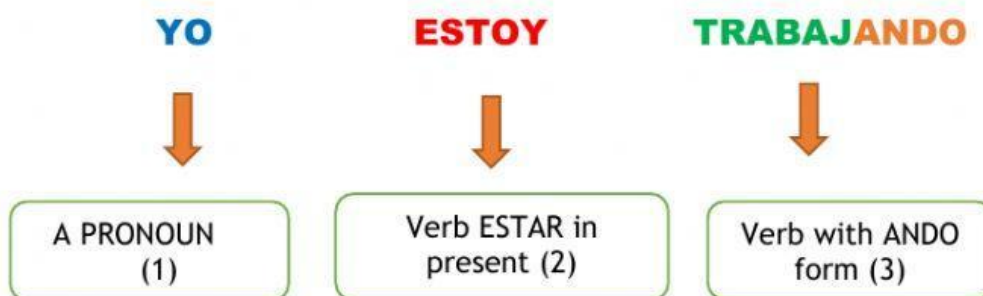 YO ESTOY TRABAJANDO
A PRONOUN
(1)
Verb ESTAR in
present (2)
Verb with ANDO
form (3)